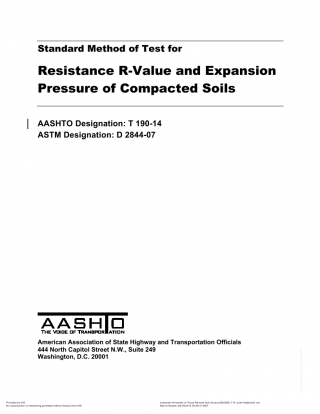 Standard Method of Test for
Resistance R-Value and Expansion
Pressure of Compacted Soils
AASHTO Designation: T 190-14
ASTM Designation: D 2844-07
AASHTO
THE VOICE OF TRANSPORTATION
American Association of State Highway and Transportation Officials
444 North Capitol Street N.W., Suite 249
Washington, D.C. 20001